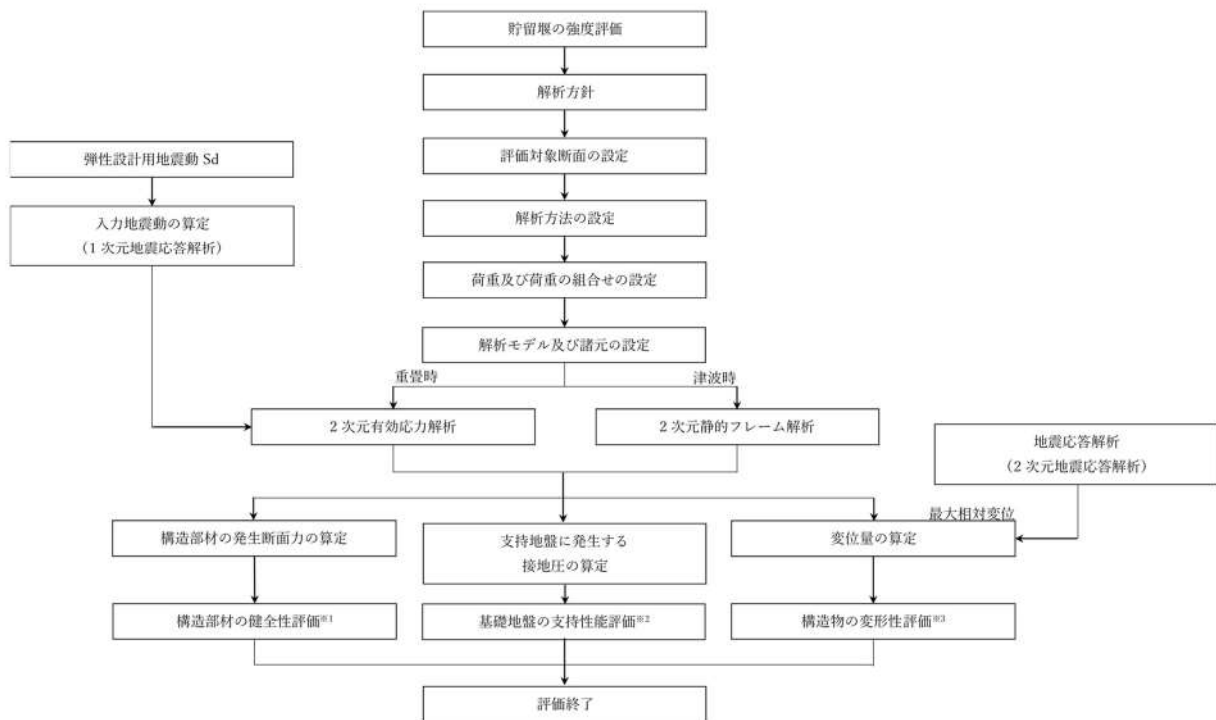 貯留堰の強度評価
解析方針
評価対象断面の設定
弾性設計用地震動 Sd
解析方法の設定
入力地震動の算定
（1 次元地震応答解析）
荷重及び荷重の組合せの設定
解析モデル及び諸元の設定
重畳時
津波時
2 次元有効応力解析
2 次元静的フレーム解析
地震応答解析
（2 次元地震応答解析）
最大相対変位
構造部材の発生断面力の算定
支持地盤に発生する
接地圧の算定
変位量の算定
構造部材の健全性評価※1
基礎地盤の支持性能評価※2
構造物の変形性評価※3
評価終了